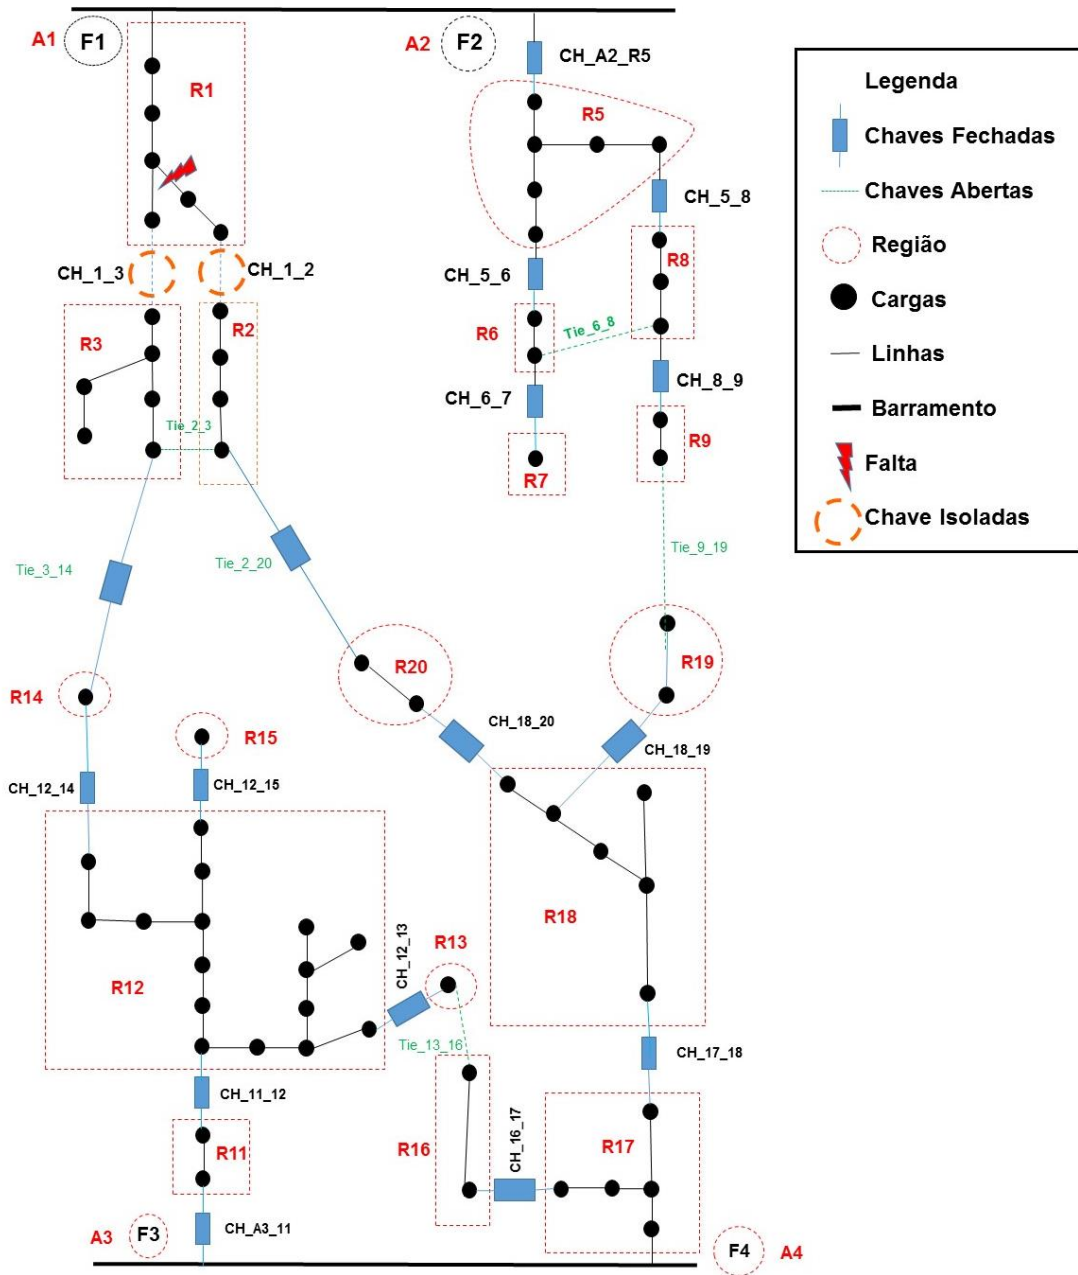 A1
F1
A2
F2
CH_A2_R5
R1
R5
CH_5_8
CH_1_3
CH_1_2
CH_5_6
R8
R3
R2
R6
Tie_6_8
CH_8_9
CH_6_7
Tie_2_3
R9
R7
Tie_3_14
Tie_2_20
Tie_9_19
R20
R19
R14
R15
CH_18_20
CH_18_19
CH_12_14
CH_12_15
R18
R12
CH_12_13
R13
Tie_13_16
CH_17_18
CH_11_12
R11
R16
CH_16_17
R17
A3
F3
CH_A3_11
F4
A4
Legenda
Chaves Fechadas
Chaves Abertas
Região
Cargas
Linhas
Barramento
Falta
Chave Isoladas